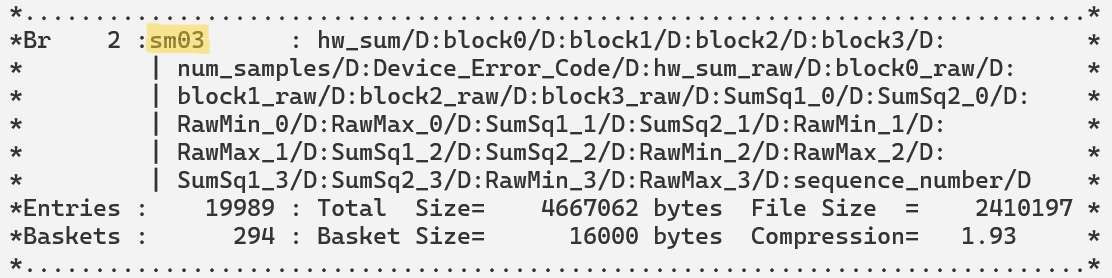 *............................................................................*
*Br    2 :sm03      : hw_sum/D:block0/D:block1/D:block2/D:block3/D:          *
*         | num_samples/D:Device_Error_Code/D:hw_sum_raw/D:block0_raw/D:     *
*         | block1_raw/D:block2_raw/D:block3_raw/D:SumSq1_0/D:SumSq2_0/D:    *
*         | RawMin_0/D:RawMax_0/D:SumSq1_1/D:SumSq2_1/D:RawMin_1/D:          *
*         | RawMax_1/D:SumSq1_2/D:SumSq2_2/D:RawMin_2/D:RawMax_2/D:          *
*         | SumSq1_3/D:SumSq2_3/D:RawMin_3/D:RawMax_3/D:sequence_number/D    *
*Entries :    19989 : Total  Size=    4667062 bytes  File Size  =    2410197 *
*Baskets :      294 : Basket Size=      16000 bytes  Compression=   1.93     *
*............................................................................*